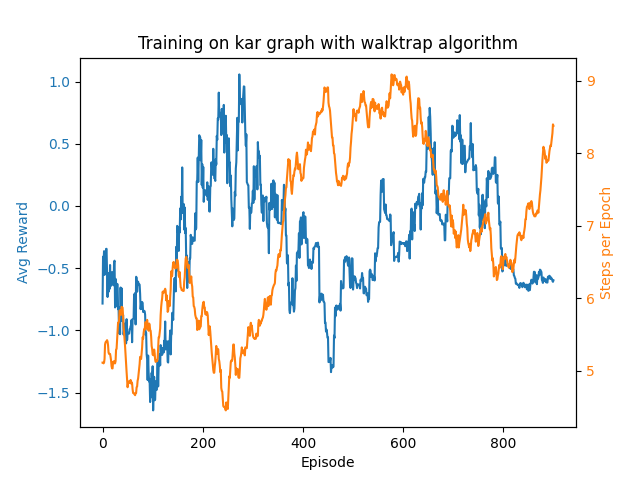 Training on kar graph with walktrap algorithm
1.0
0.5
0.0
−0.5
−1.0
−1.5
Avg Reward
9
8
7
6
5
Steps per Epoch
0 200 400 600 800
Episode